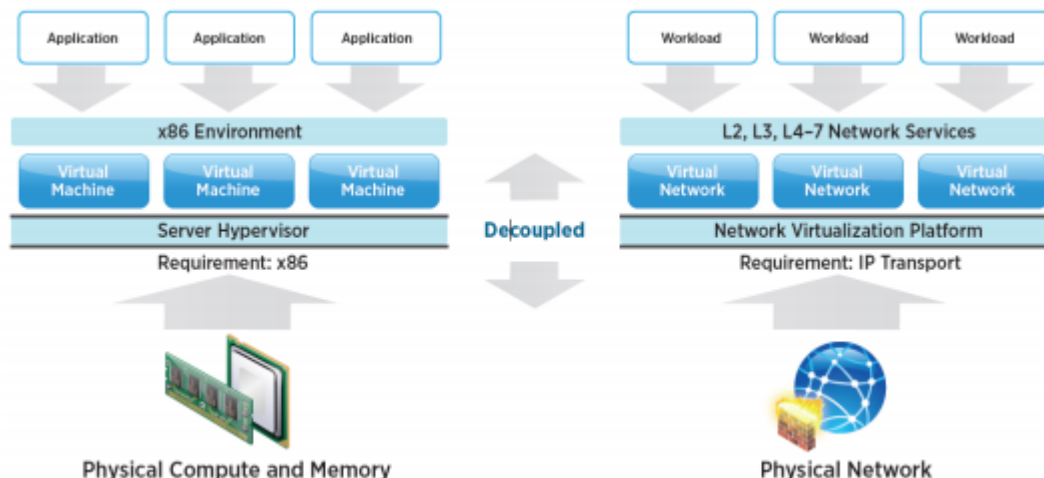 Application
Application
Application
x86 Environment
Virtual
Machine
Virtual
Machine
Virtual
Machine
Server Hypervisor
Requirement: x86
Physical Compute and Memory
Decoupled
Workload
Workload
Workload
L2, L3, L4–7 Network Services
Virtual
Network
Virtual
Network
Virtual
Network
Network Virtualization Platform
Requirement: IP Transport
Physical Network